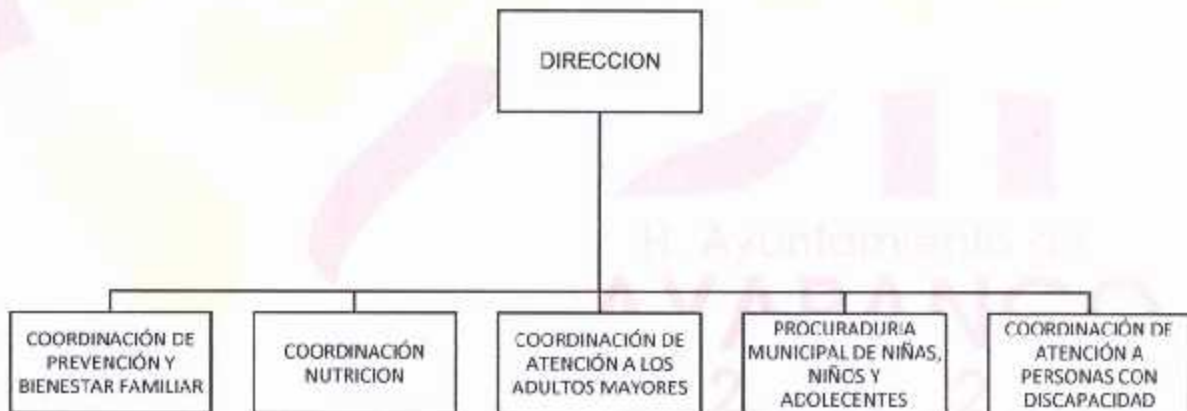 DIRECCION
H. Ayuntamiento de
AYAPANGO
COORDINACIÓN DE
PREVENCIÓN Y
BIENESTAR FAMILIAR
COORDINACIÓN
NUTRICION
COORDINACIÓN DE
ATENCIÓN A LOS
ADULTOS MAYORES
PROCURADURIA
MUNICIPAL DE NIÑAS,
NIÑOS Y
ADOLECENTES
COORDINACIÓN DE
ATENCIÓN A
PERSONAS CON
DISCAPACIDAD